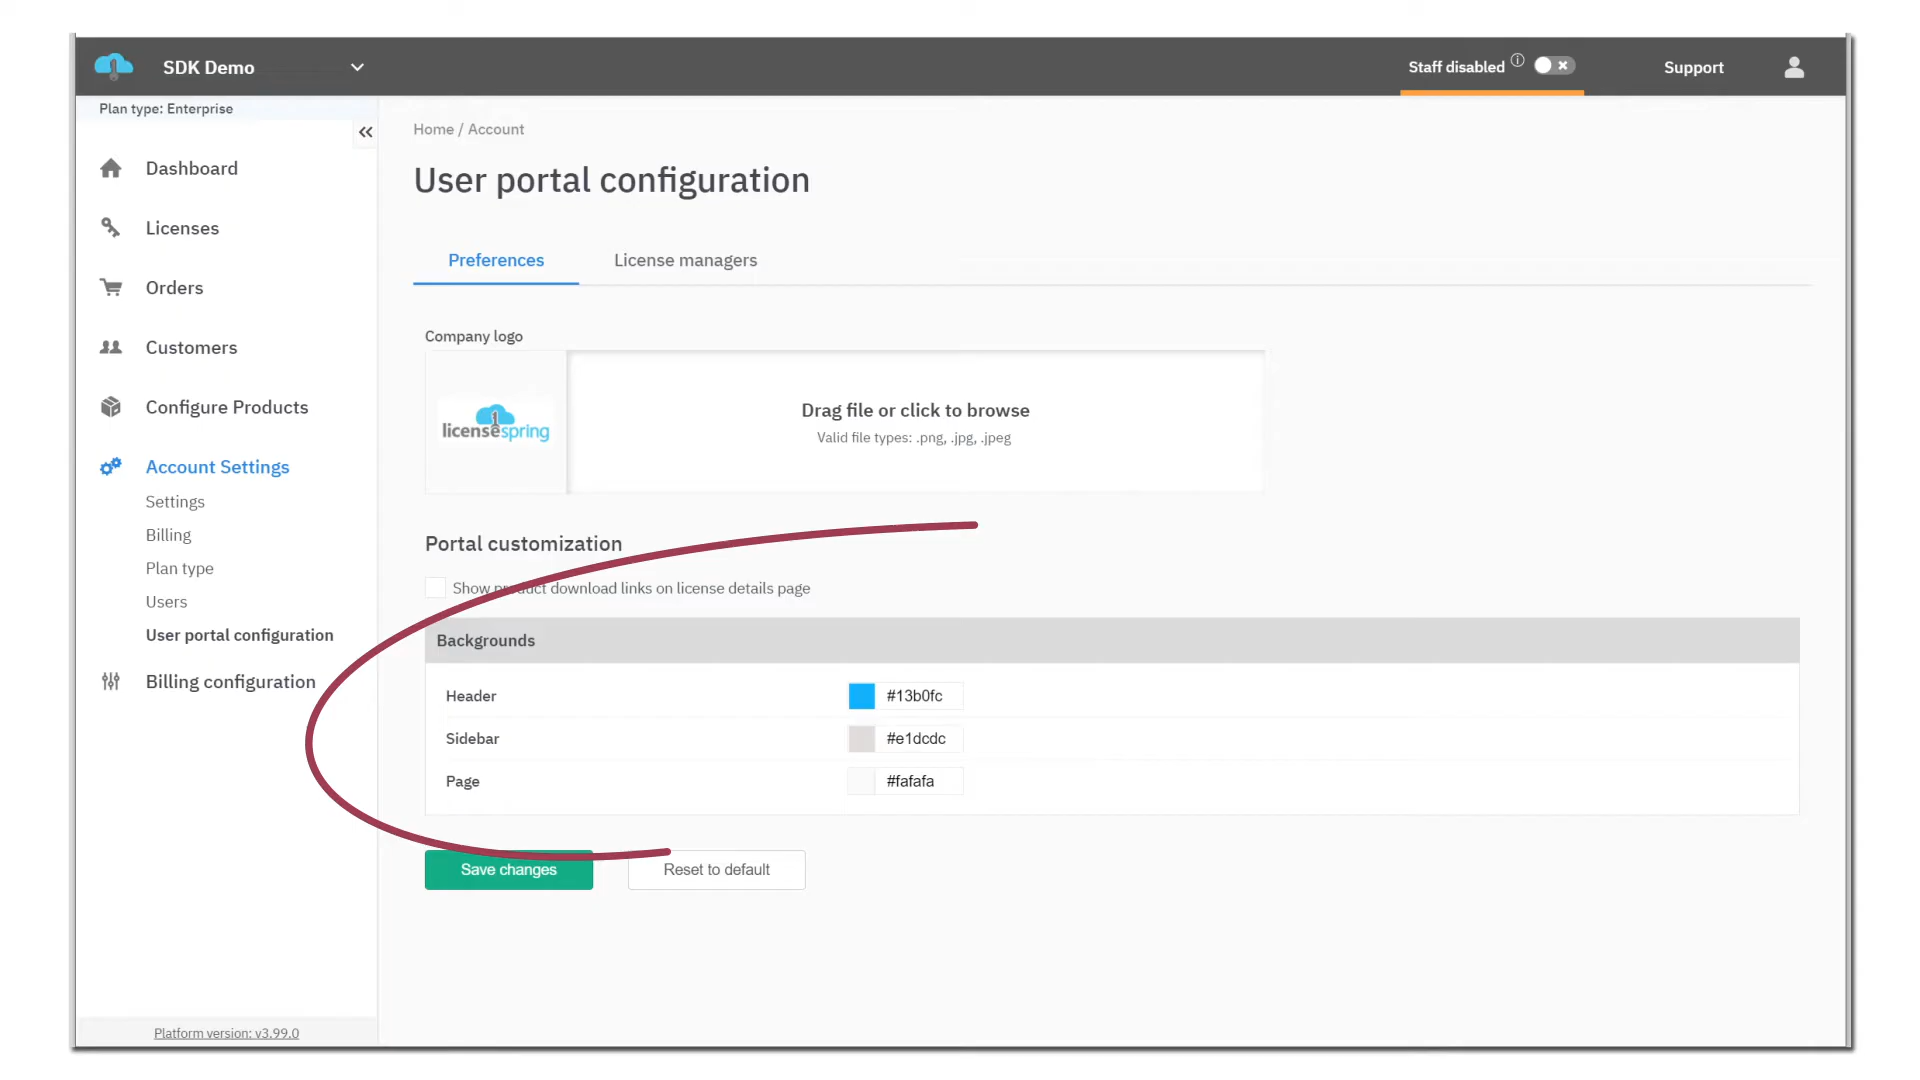 SDK Demo
Staff disabled
Support
Plan type: Enterprise
Home / Account
Dashboard
Licenses
Orders
Customers
Configure Products
Account Settings
Settings
Billing
Plan type
Users
User portal configuration
Billing configuration
Platform version: v3.99.0
User portal configuration
Preferences
License managers
Company logo
licensespring
Drag file or click to browse
Valid file types: .png, .jpg, .jpeg
Portal customization
Show product download links on license details page
Backgrounds
Header #13b0fc
Sidebar #e1dcdc
Page #fafafa
Save changes
Reset to default